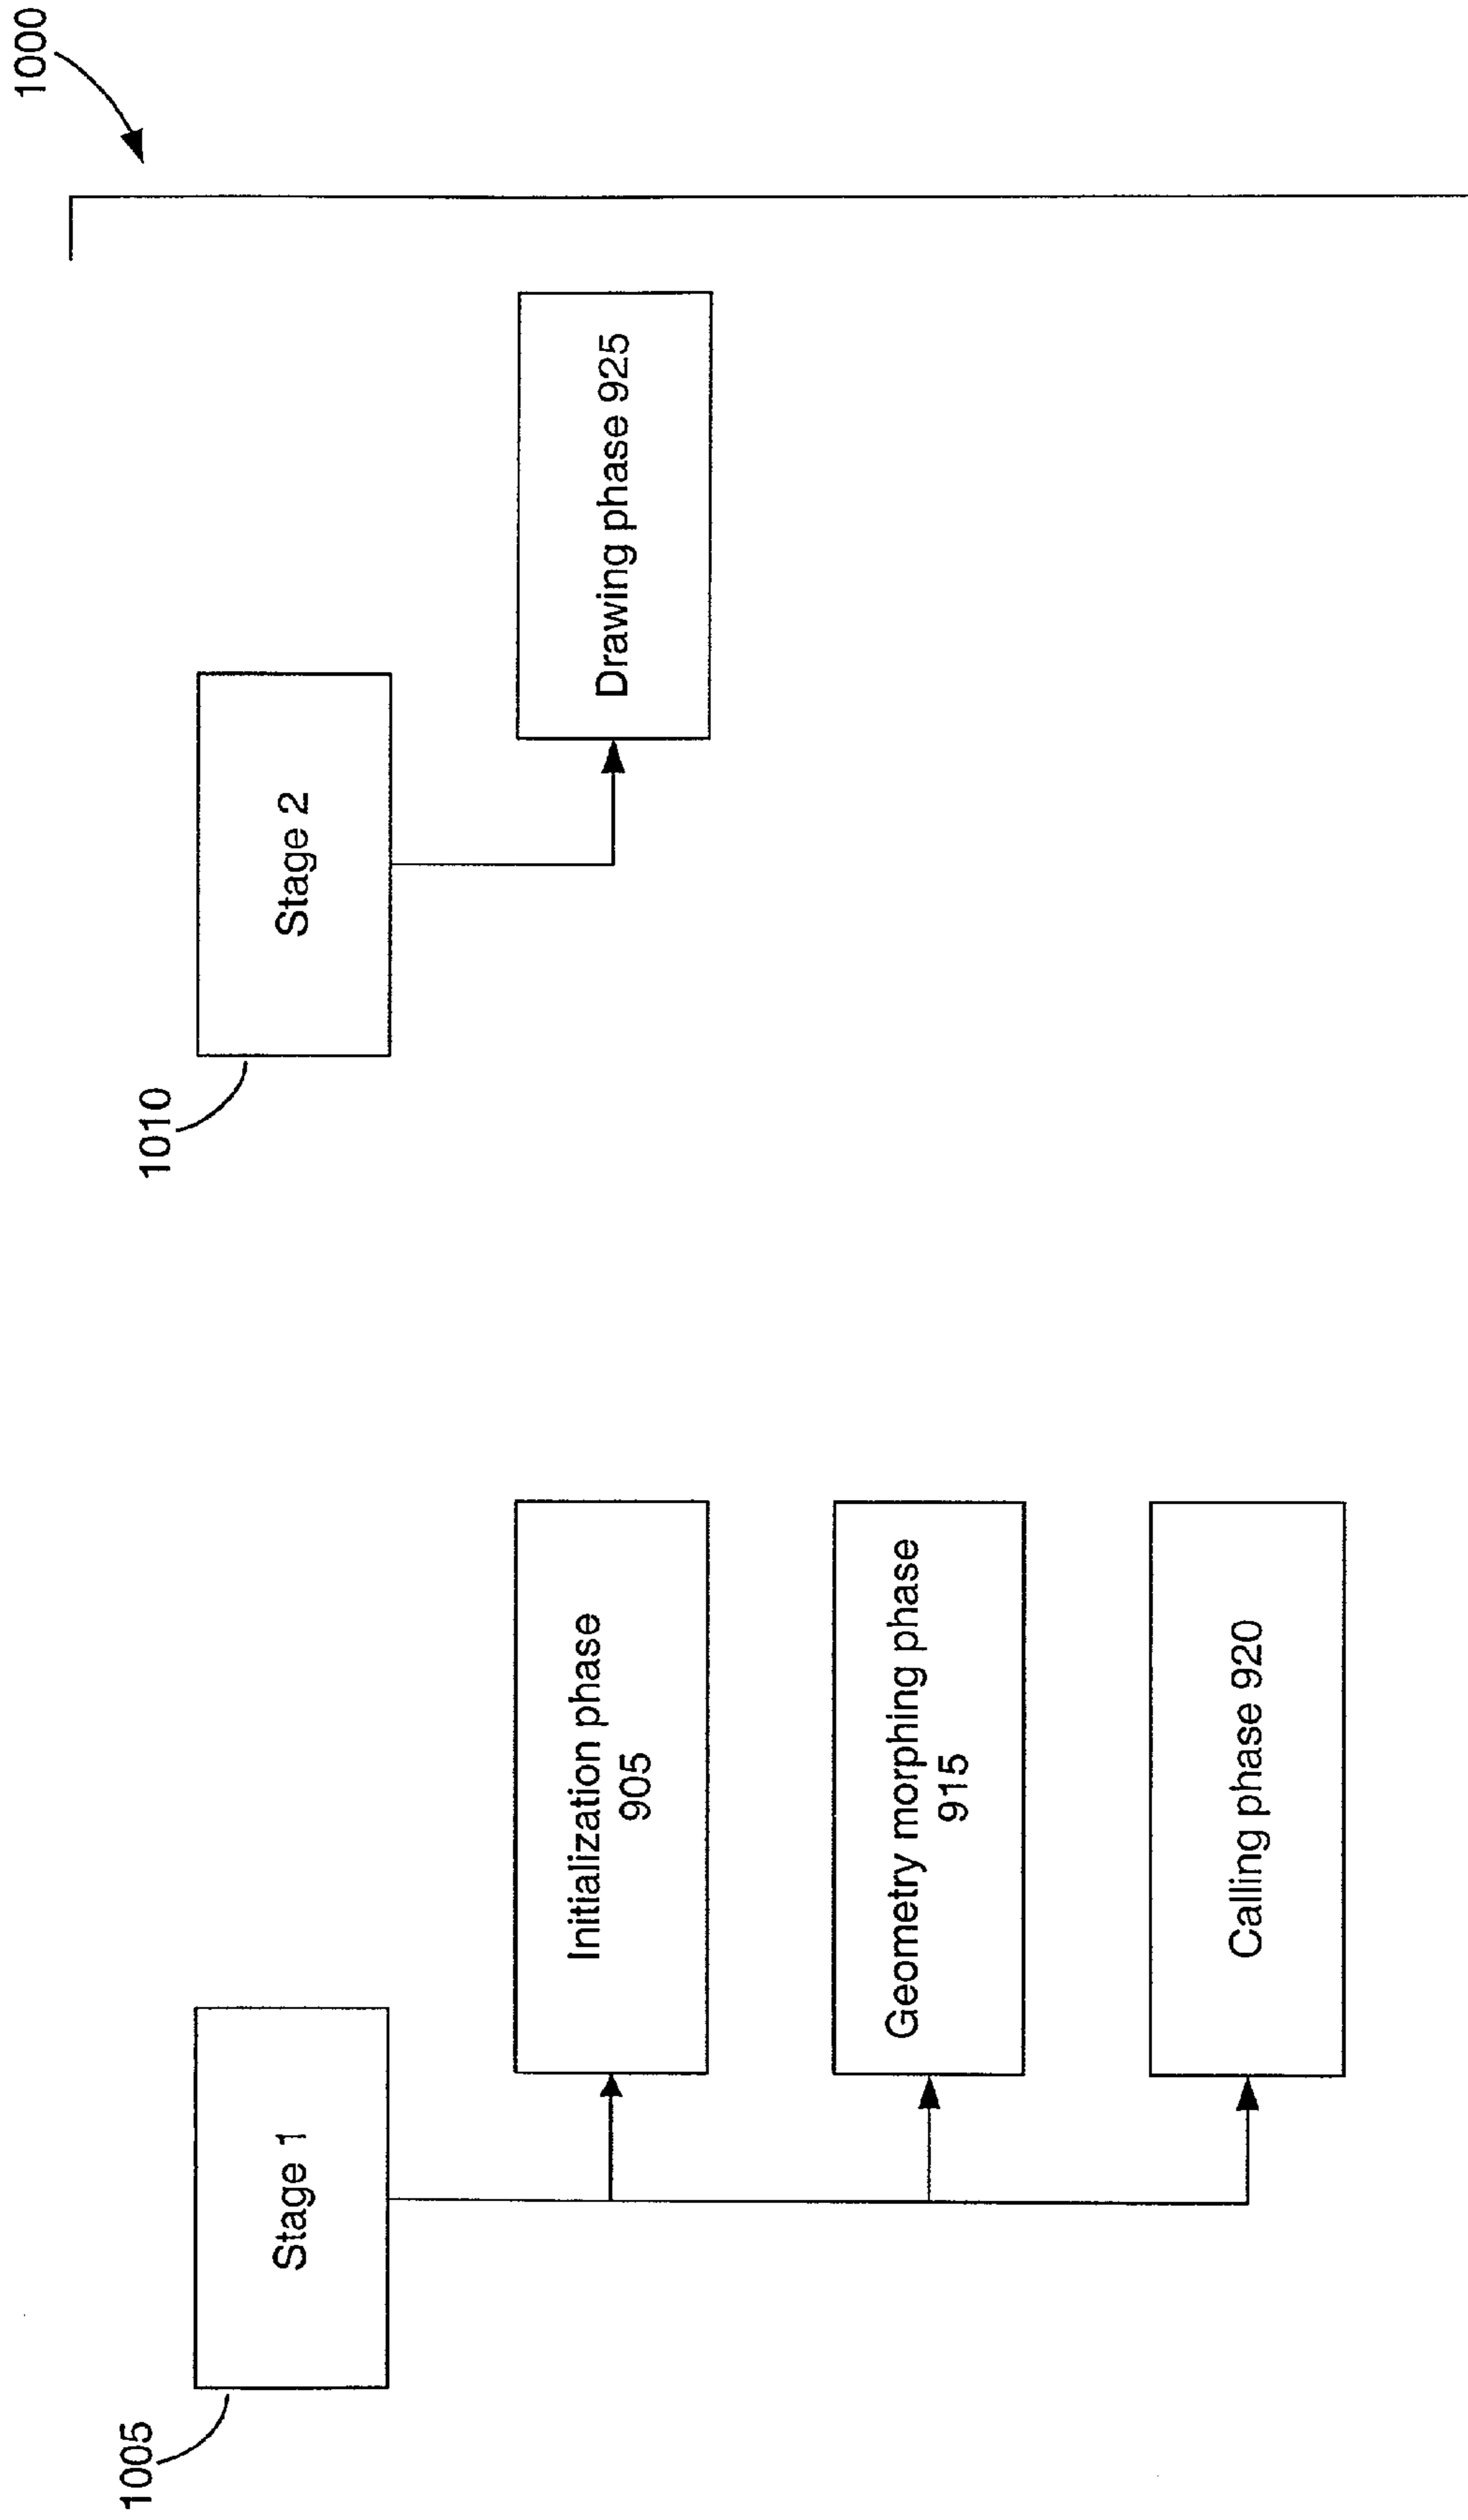 1000
1005
Stage 1
Initialization phase
905
Geometry morphing phase
915
Calling phase 920
1010
Stage 2
Drawing phase 925